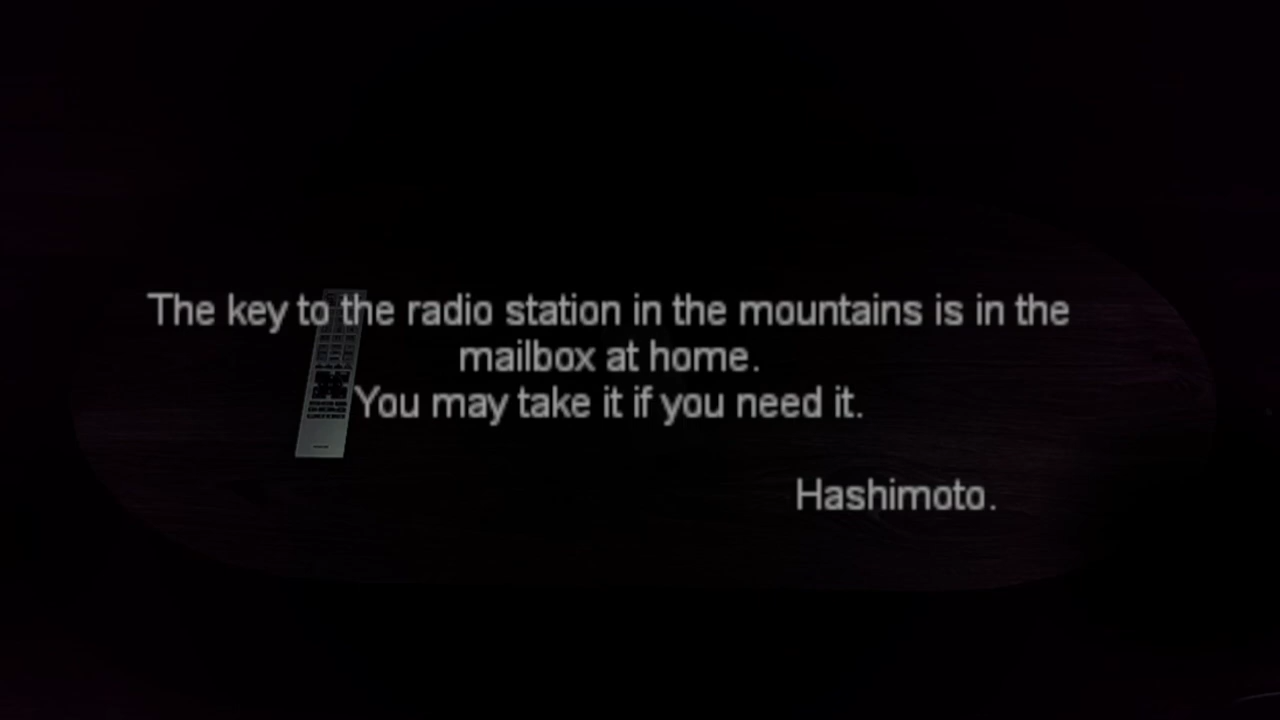 The key to the radio station in the mountains is in the
mailbox at home.
You may take it if you need it.
Hashimoto.